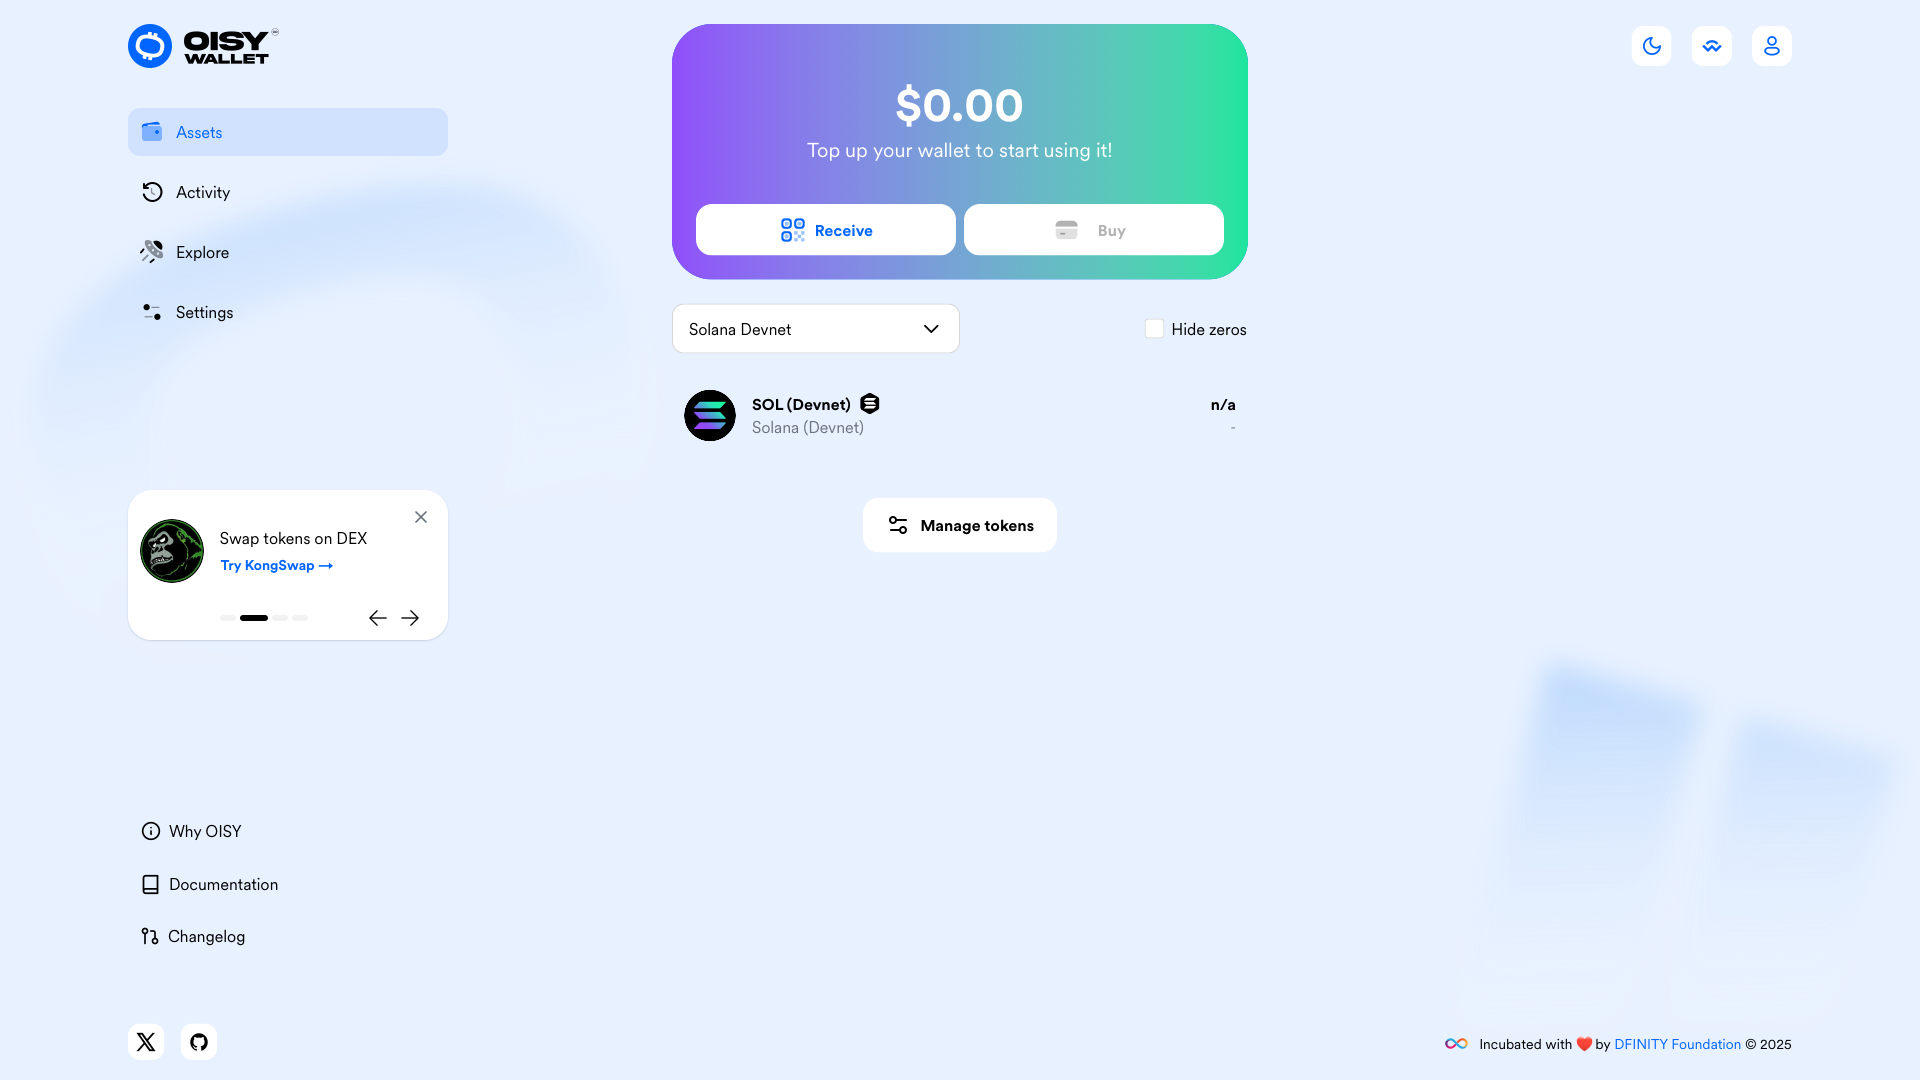 OISY
WALLET
Assets
Activity
Explore
Settings
Swap tokens on DEX
Try KongSwap →
Why OISY
Documentation
Changelog
$0.00
Top up your wallet to start using it!
Receive
Buy
Solana Devnet
Hide zeros
SOL (Devnet)
n/a
Solana (Devnet)
-
Manage tokens
Incubated with ❤️ by DFINITY Foundation © 2025